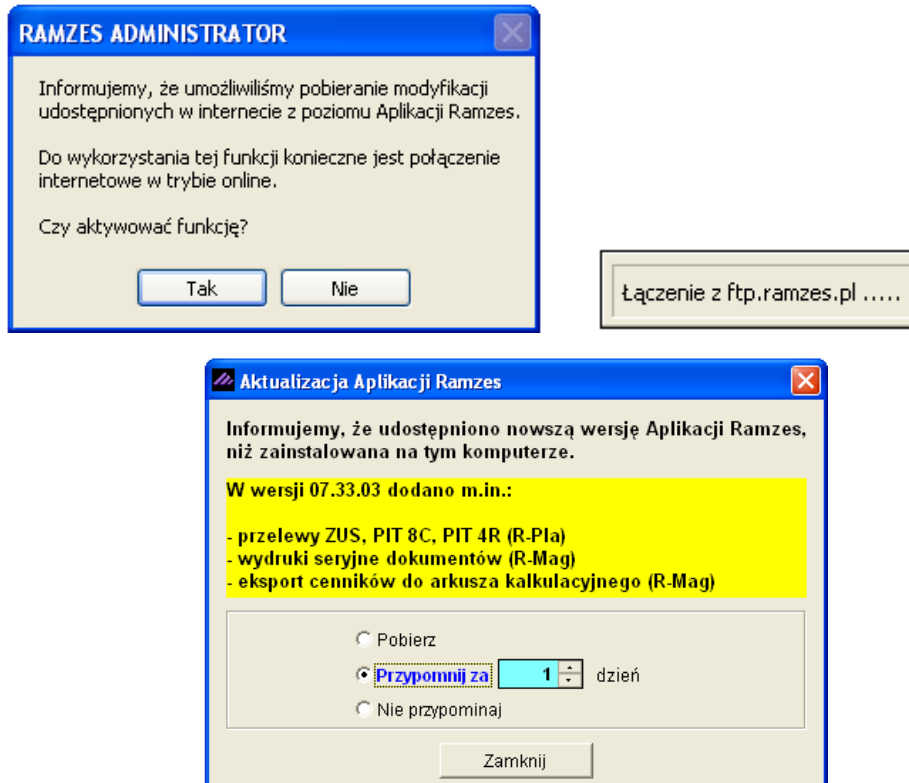 RAMZES ADMINISTRATOR
Informujemy, że umożliwiliśmy pobieranie modyfikacji
udostępnionych w internecie z poziomu Aplikacji Ramzes.
Do wykorzystania tej funkcji konieczne jest połączenie
internetowe w trybie online.
Czy aktywować funkcję?
Tak Nie
Łączenie z ftp.ramzes.pl .....
Aktualizacja Aplikacji Ramzes
Informujemy, że udostępniono nowszą wersję Aplikacji Ramzes,
niż zainstalowana na tym komputerze.
W wersji 07.33.03 dodano m.in.:
- przelewy ZUS, PIT 8C, PIT 4R (R-Pla)
- wydruki seryjne dokumentów (R-Mag)
- eksport cenników do arkusza kalkulacyjnego (R-Mag)
Pobierz
Przypomnij za 1 dzień
Nie przypominaj
Zamknij